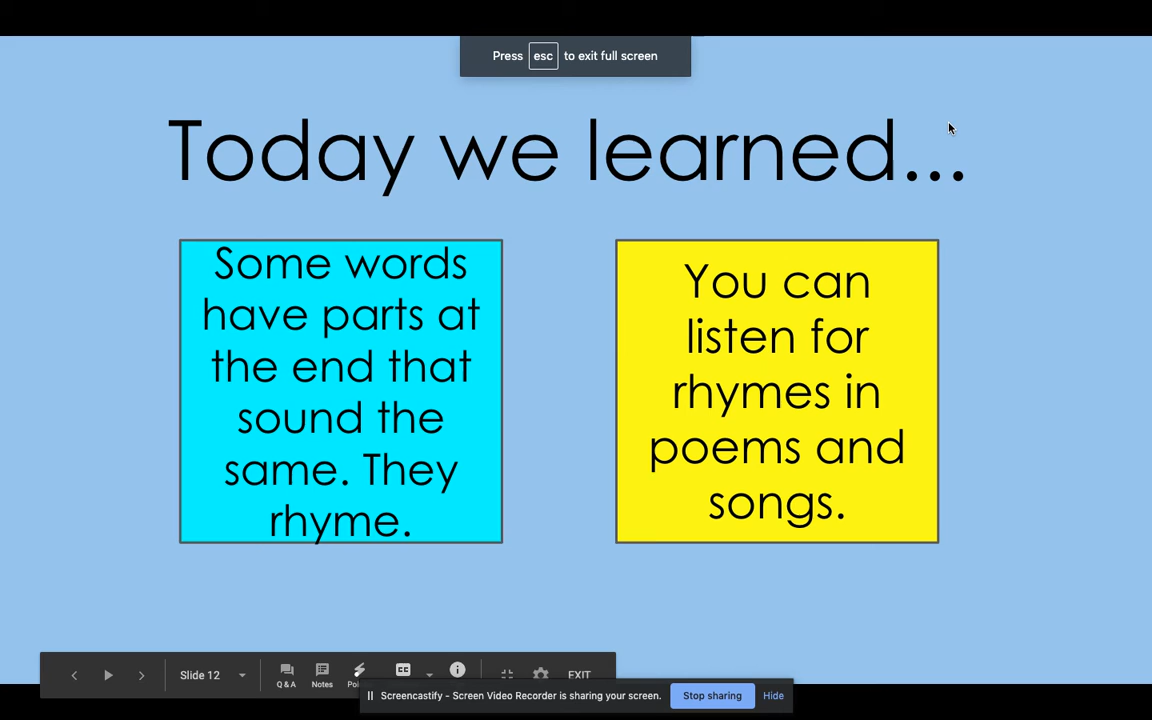 Press esc to exit full screen
Today we learned...
Some words
have parts at
the end that
sound the
same. They
rhyme.
You can
listen for
rhymes in
poems and
songs.
Slide 12
Q & A
Notes
CC
EXIT
Screencastify - Screen Video Recorder is sharing your screen.
Stop sharing
Hide